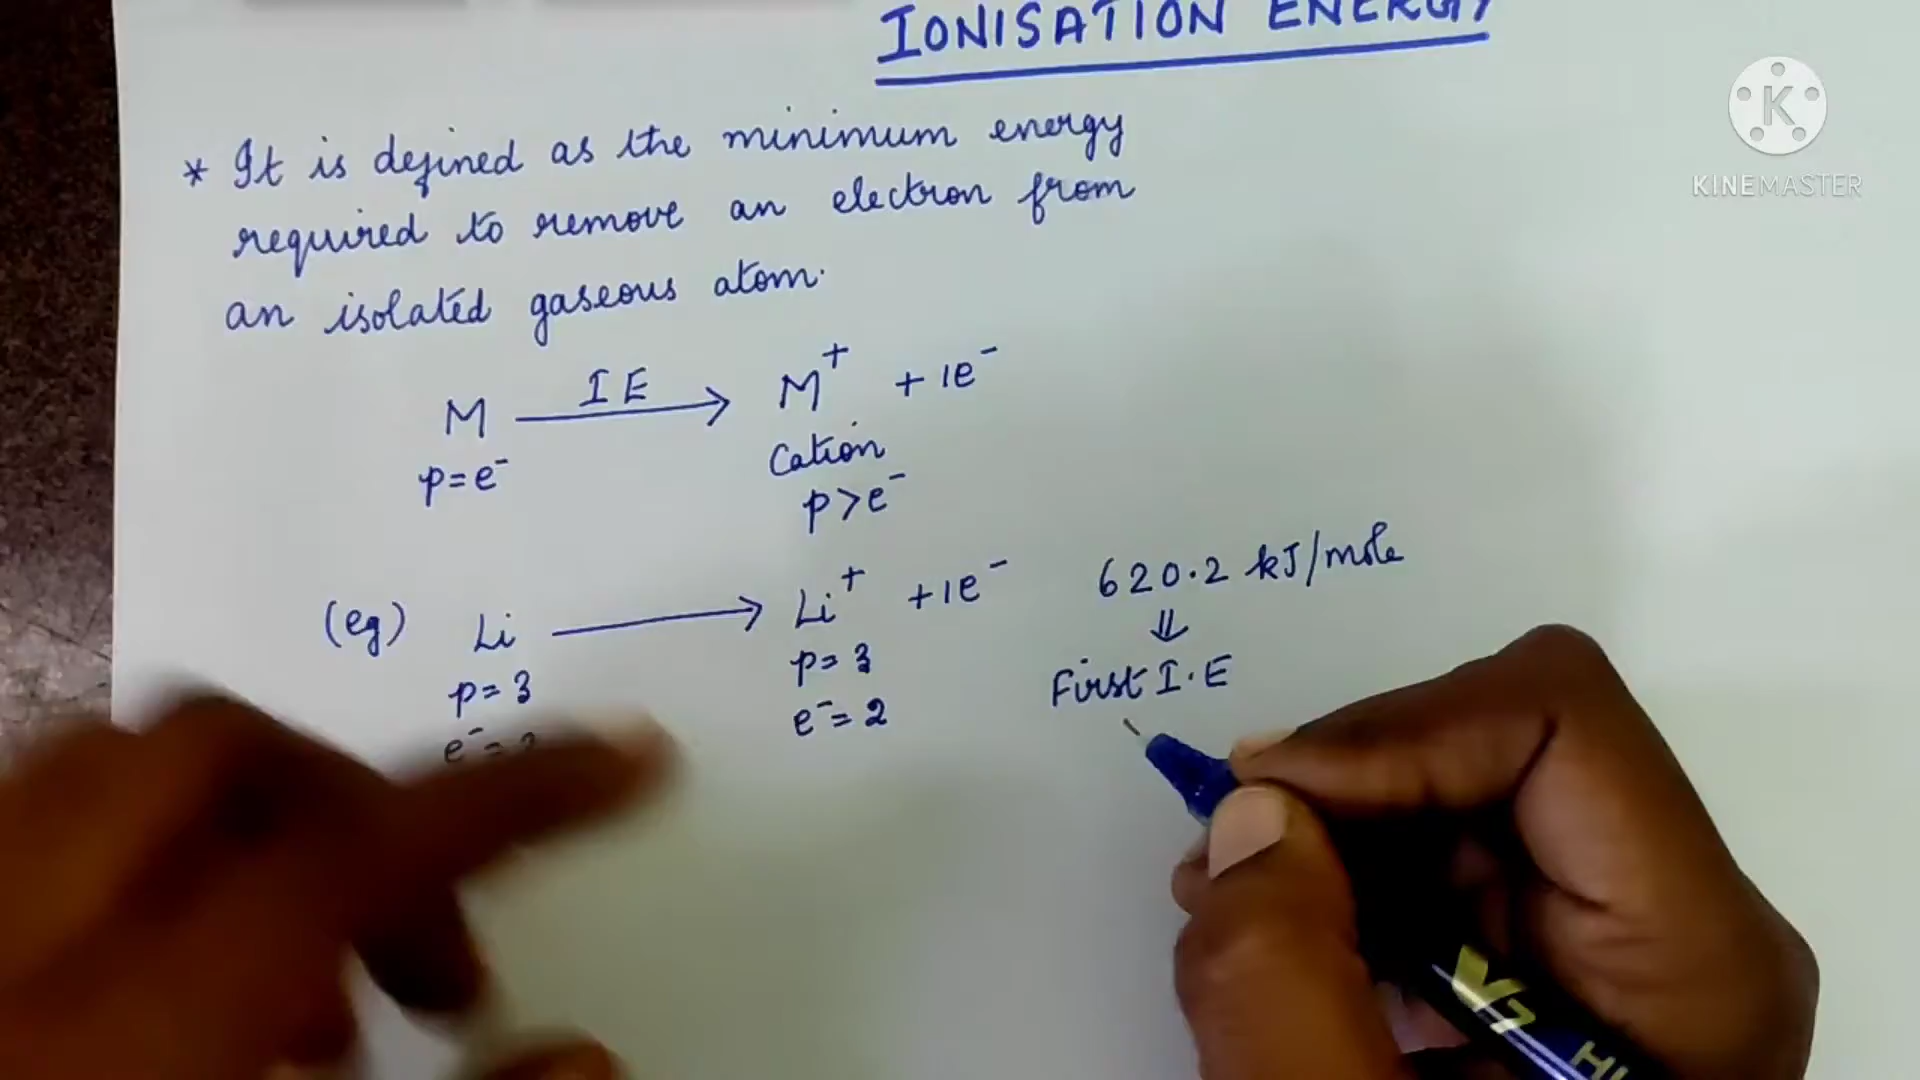 IONISATION ENERGY
* It is defined as the minimum energy
required to remove an electron from
an isolated gaseous atom.
M —IE→ M⁺ + 1e⁻
Cation
p=e⁻ p>e⁻
(eg) Li → Li⁺ + 1e⁻ 620.2 kJ/mole
⇓
p=3 p=3 First I.E
e⁻= e⁻=2
KINEMASTER
V7